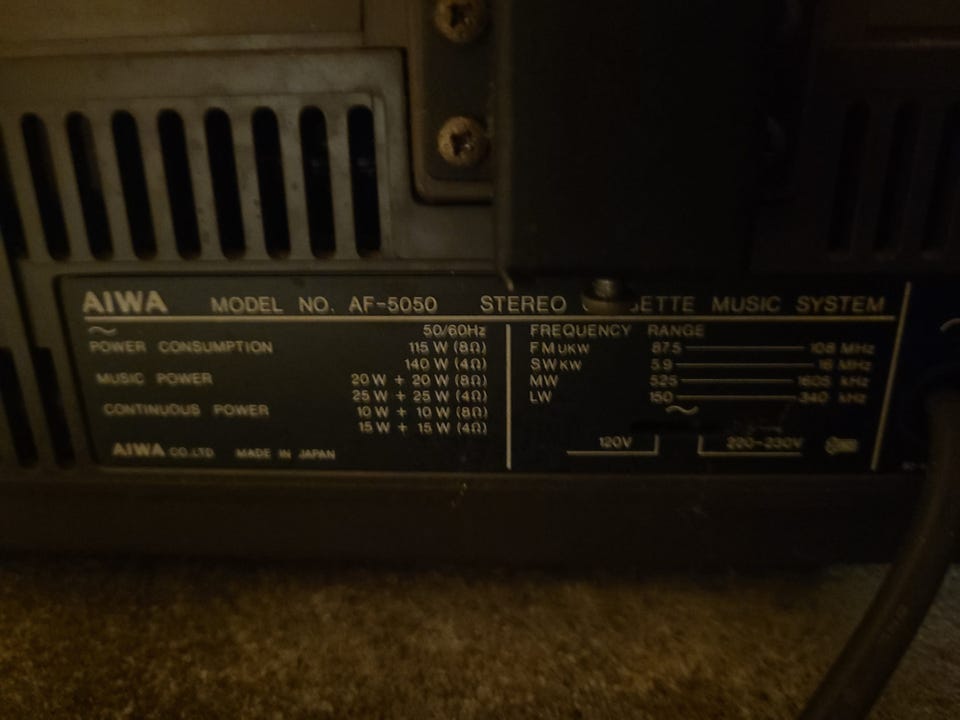 AIWA MODEL NO. AF-5050 STEREO ETTE MUSIC SYSTEM
~ 50/60Hz
POWER CONSUMPTION 115 W (8Ω)
140 W (4Ω)
MUSIC POWER 20 W + 20 W (8Ω)
25 W + 25 W (4Ω)
CONTINUOUS POWER 10 W + 10 W (8Ω)
15 W + 15 W (4Ω)
AIWA CO., LTD MADE IN JAPAN
FREQUENCY RANGE
FM UKW 87.5 108 MHz
SW KW 5.9 16 MHz
MW 525 1605 kHz
LW 150 340 kHz
~
120V 220-230V